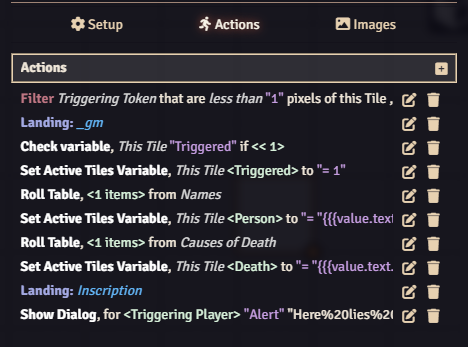 Setup Actions Images
Actions
Filter Triggering Token that are less than "1" pixels of this Tile ,
Landing: _gm
Check variable, This Tile "Triggered" if << 1>
Set Active Tiles Variable, This Tile <Triggered> to "= 1"
Roll Table, <1 items> from Names
Set Active Tiles Variable, This Tile <Person> to "= "{{{value.text
Roll Table, <1 items> from Causes of Death
Set Active Tiles Variable, This Tile <Death> to "= "{{{value.text.
Landing: Inscription
Show Dialog, for <Triggering Player> "Alert" "Here%20lies%20